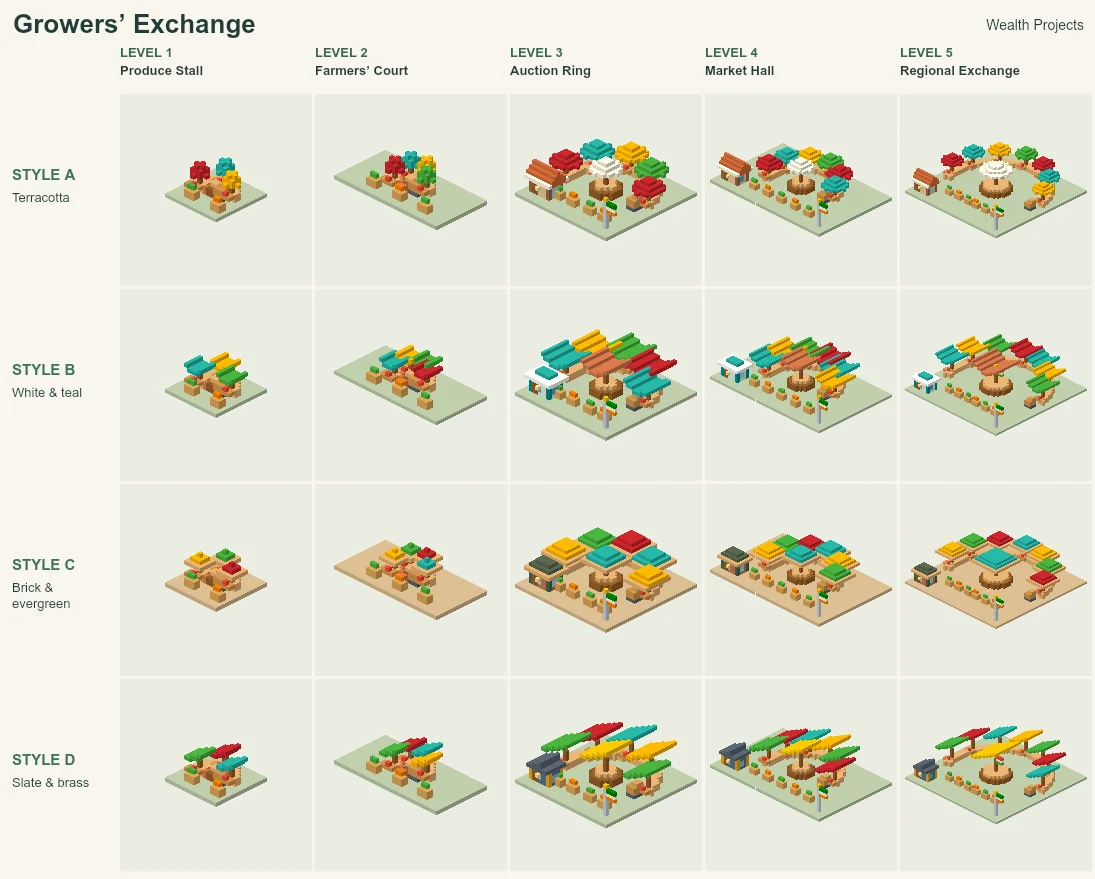 Growers’ Exchange
Wealth Projects
LEVEL 1
Produce Stall
LEVEL 2
Farmers’ Court
LEVEL 3
Auction Ring
LEVEL 4
Market Hall
LEVEL 5
Regional Exchange
STYLE A
Terracotta
STYLE B
White & teal
STYLE C
Brick &
evergreen
STYLE D
Slate & brass